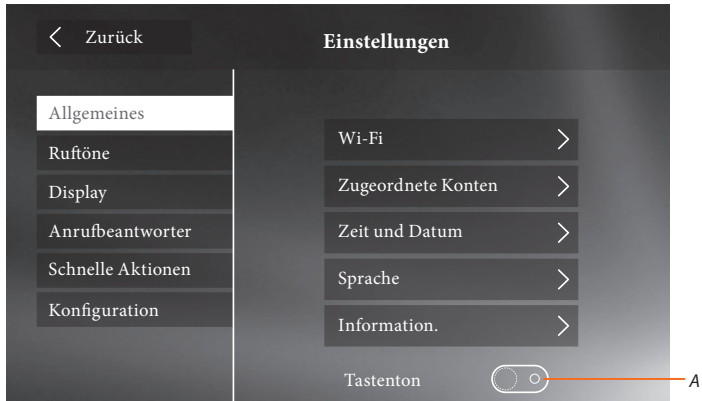 Zurück
Einstellungen
Allgemeines
Ruftöne
Display
Anrufbeantworter
Schnelle Aktionen
Konfiguration
Wi-Fi
Zugeordnete Konten
Zeit und Datum
Sprache
Information.
Tastenton
A